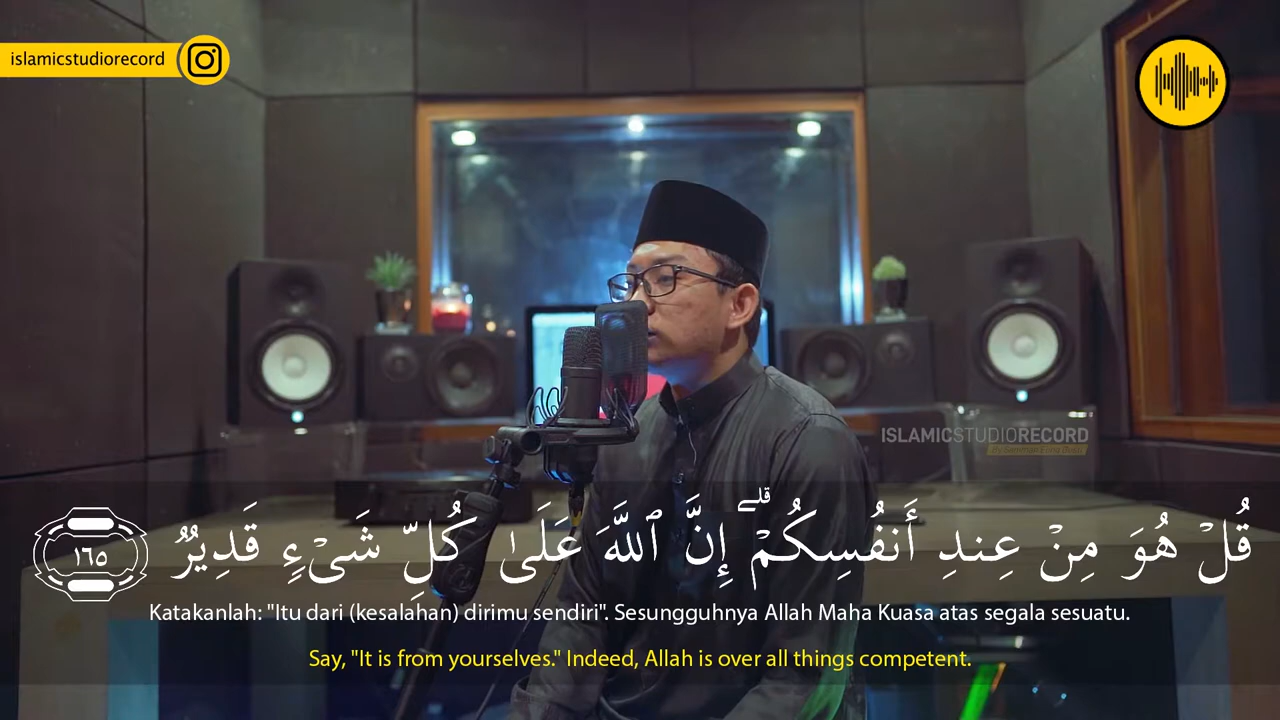 islamicstudiorecord
ISLAMICSTUDIORECORD
قُلْ هُوَ مِنْ عِندِ أَنفُسِكُمْ ۗ إِنَّ ٱللَّهَ عَلَىٰ كُلِّ شَىْءٍ قَدِيرٌ ١٦٥
Katakanlah: "Itu dari (kesalahan) dirimu sendiri". Sesungguhnya Allah Maha Kuasa atas segala sesuatu.
Say, "It is from yourselves." Indeed, Allah is over all things competent.